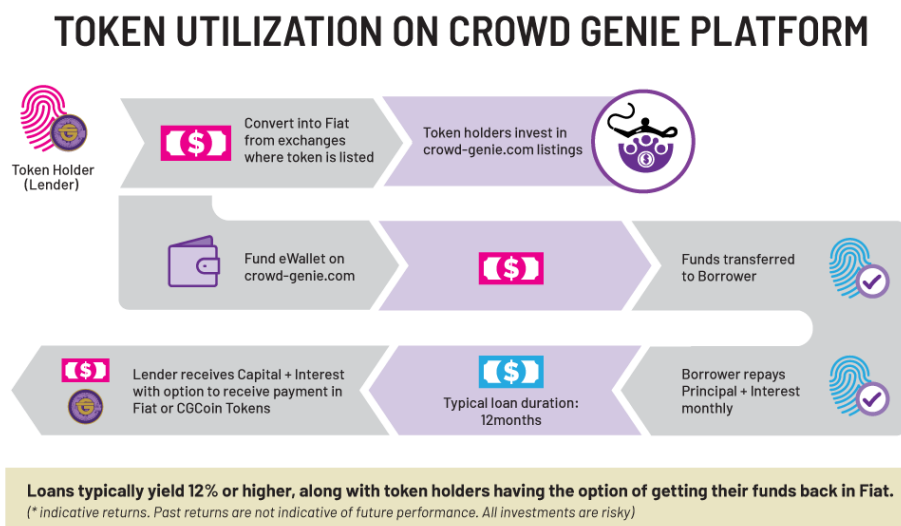 TOKEN UTILIZATION ON CROWD GENIE PLATFORM
Token Holder
(Lender)
Convert into Fiat
from exchanges
where token is listed
Token holders invest in
crowd-genie.com listings
Fund eWallet on
crowd-genie.com
Funds transferred
to Borrower
Lender receives Capital + Interest
with option to receive payment in
Fiat or CGCoin Tokens
Typical loan duration:
12months
Borrower repays
Principal + Interest
monthly
Loans typically yield 12% or higher, along with token holders having the option of getting their funds back in Fiat.
(* indicative returns. Past returns are not indicative of future performance. All investments are risky)